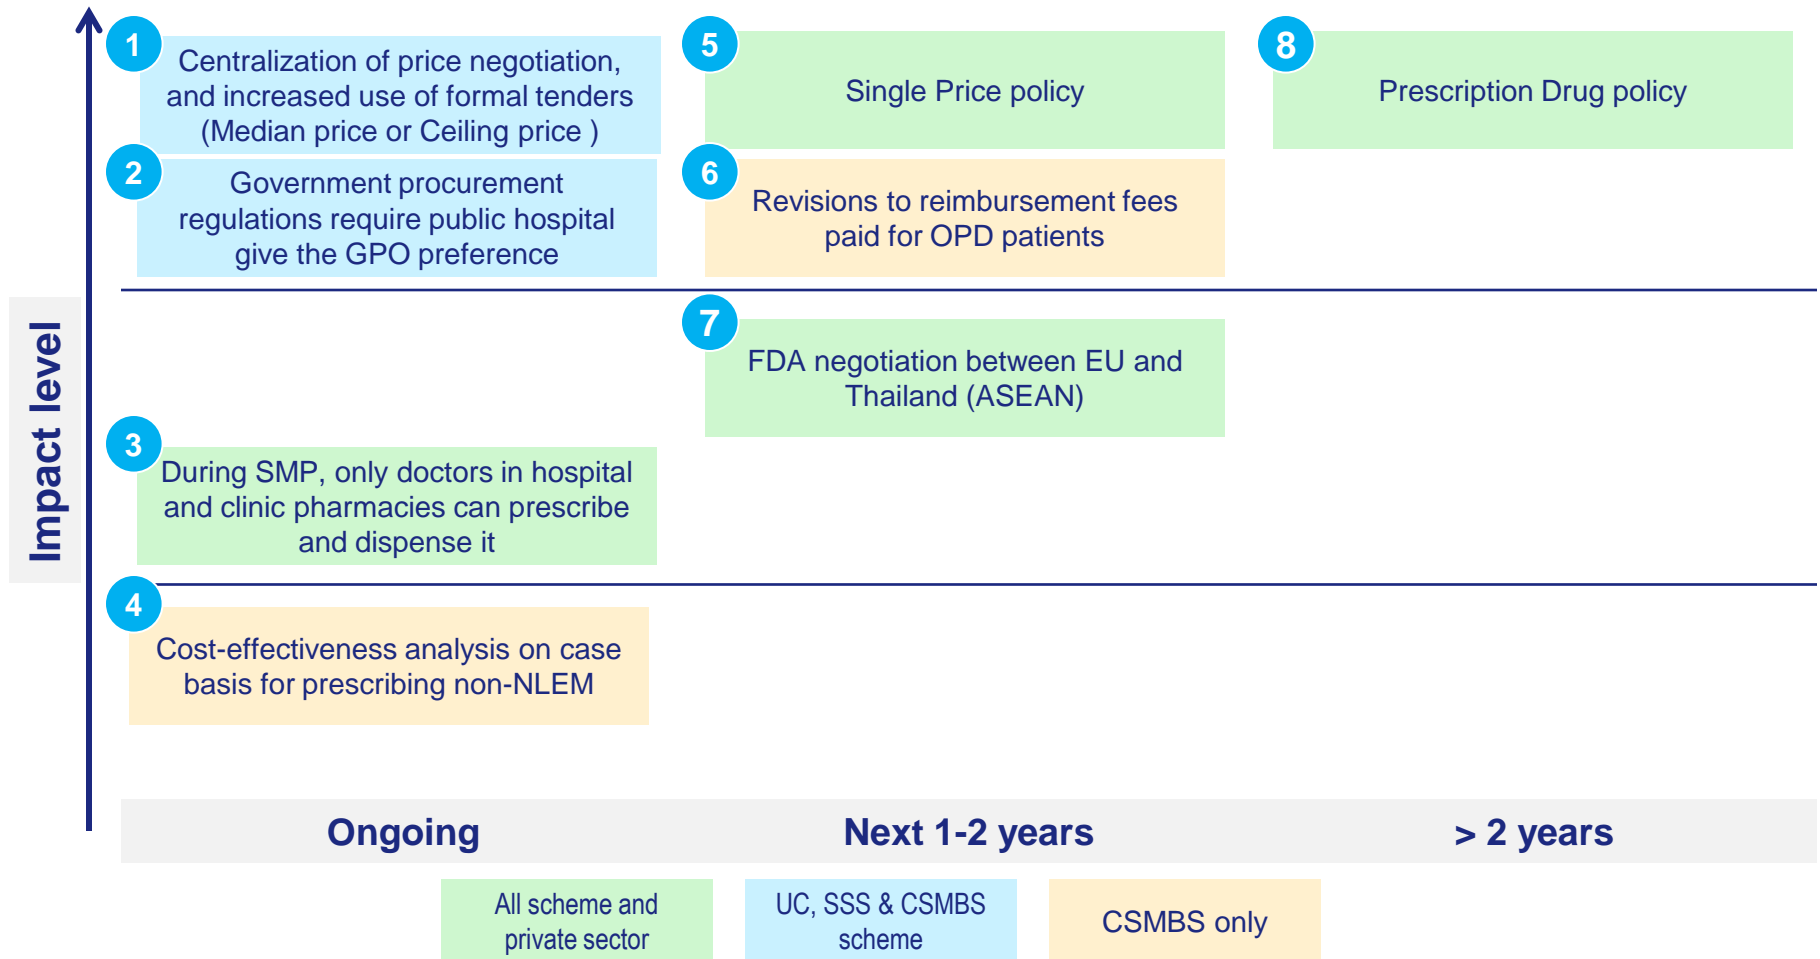 1
Centralization of price negotiation,
and increased use of formal tenders
(Median price or Ceiling price )
2
Government procurement
regulations require public hospital
give the GPO preference
5
Single Price policy
6
Revisions to reimbursement fees
paid for OPD patients
8
Prescription Drug policy
Impact level
7
FDA negotiation between EU and
Thailand (ASEAN)
3
During SMP, only doctors in hospital
and clinic pharmacies can prescribe
and dispense it
4
Cost-effectiveness analysis on case
basis for prescribing non-NLEM
Ongoing
Next 1-2 years
> 2 years
All scheme and
private sector
UC, SSS & CSMBS
scheme
CSMBS only